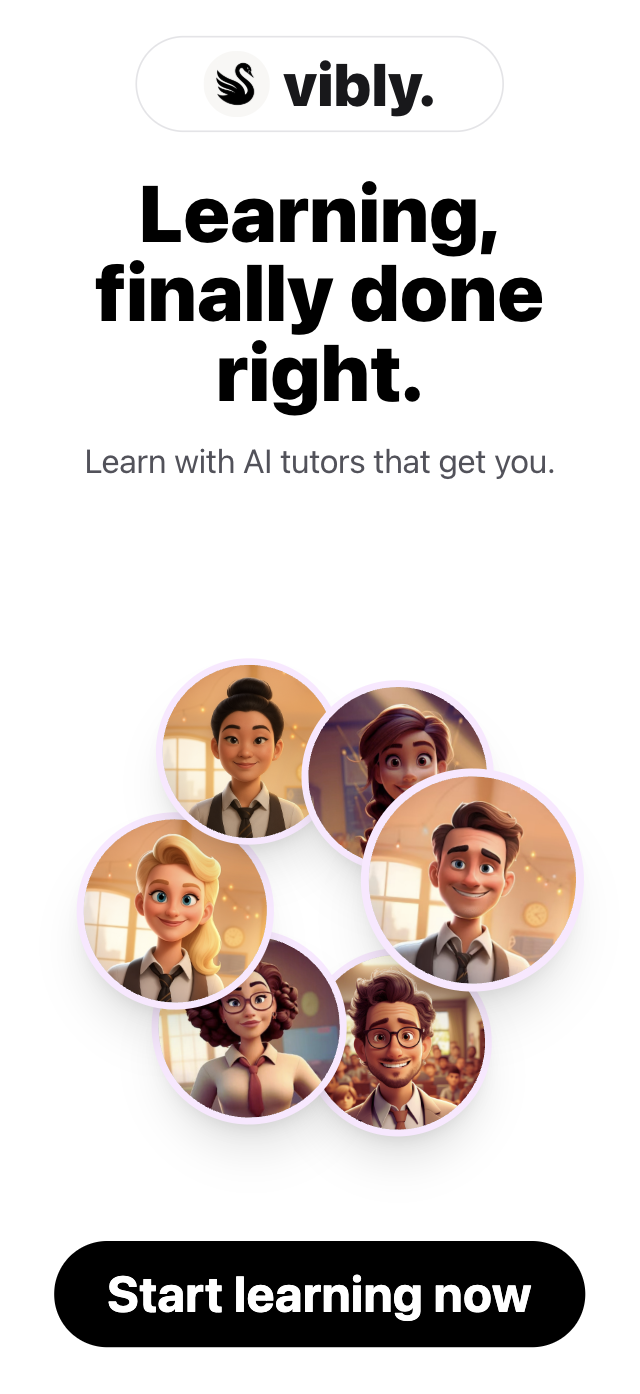 vibly.
Learning,
finally done
right.
Learn with AI tutors that get you.
Start learning now